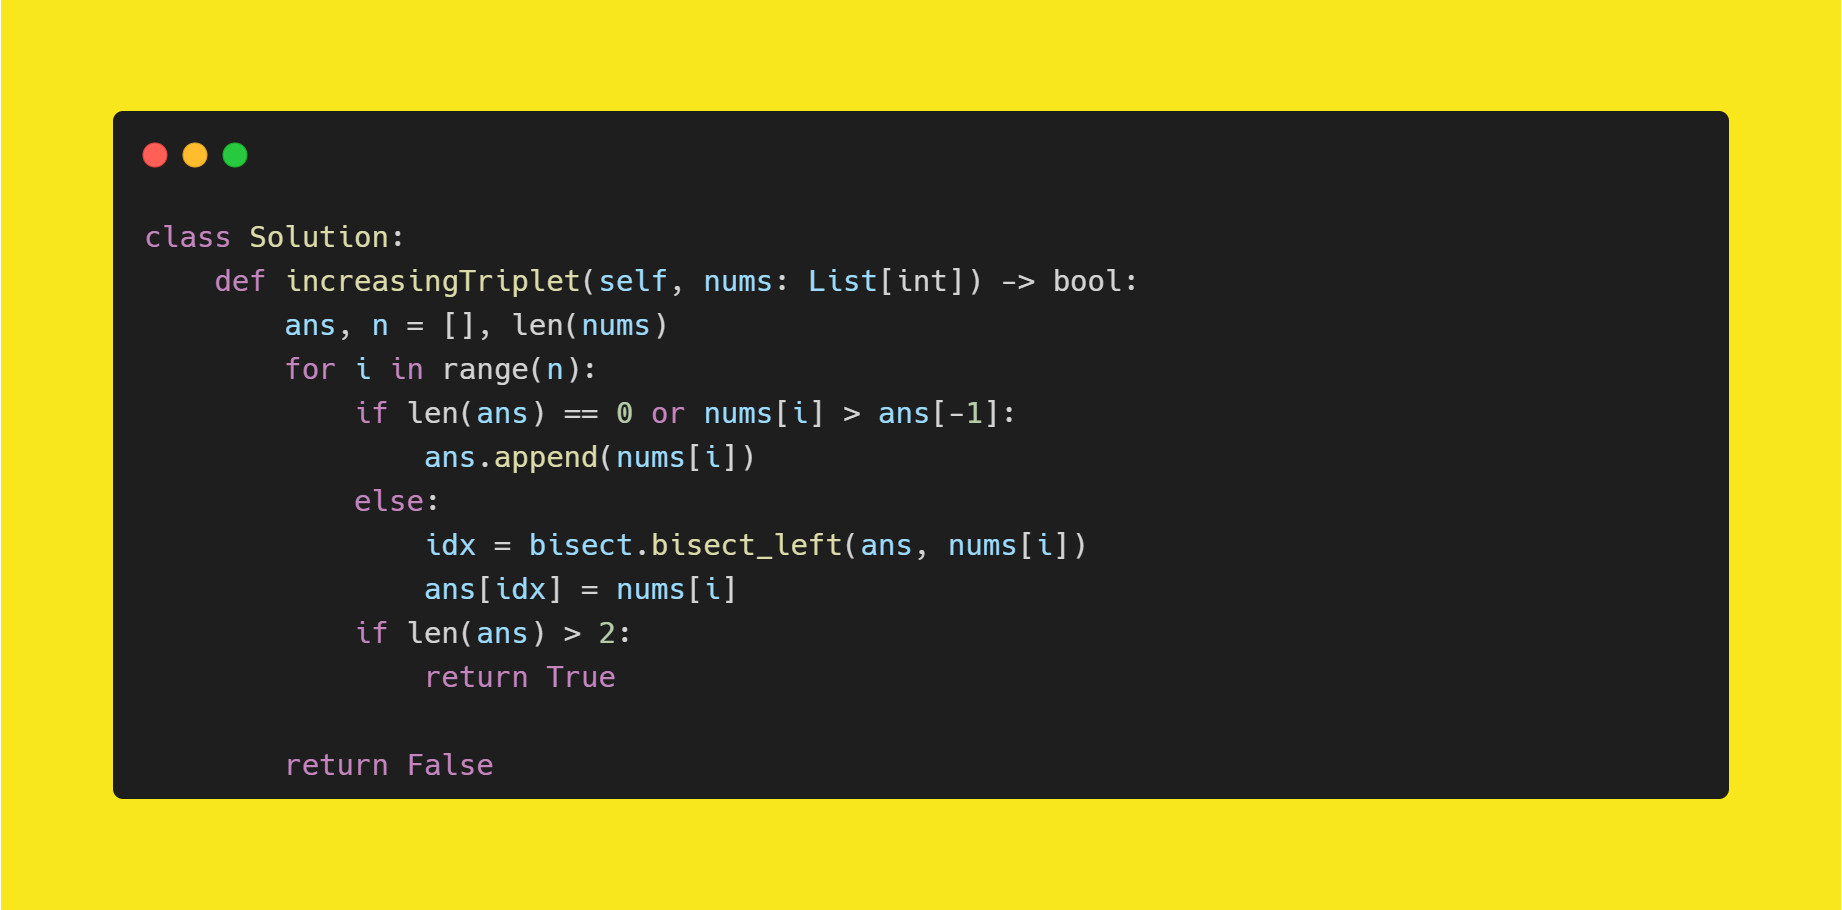 class Solution:
    def increasingTriplet(self, nums: List[int]) -> bool:
        ans, n = [], len(nums)
        for i in range(n):
            if len(ans) == 0 or nums[i] > ans[-1]:
                ans.append(nums[i])
            else:
                idx = bisect.bisect_left(ans, nums[i])
                ans[idx] = nums[i]
            if len(ans) > 2:
                return True

        return False